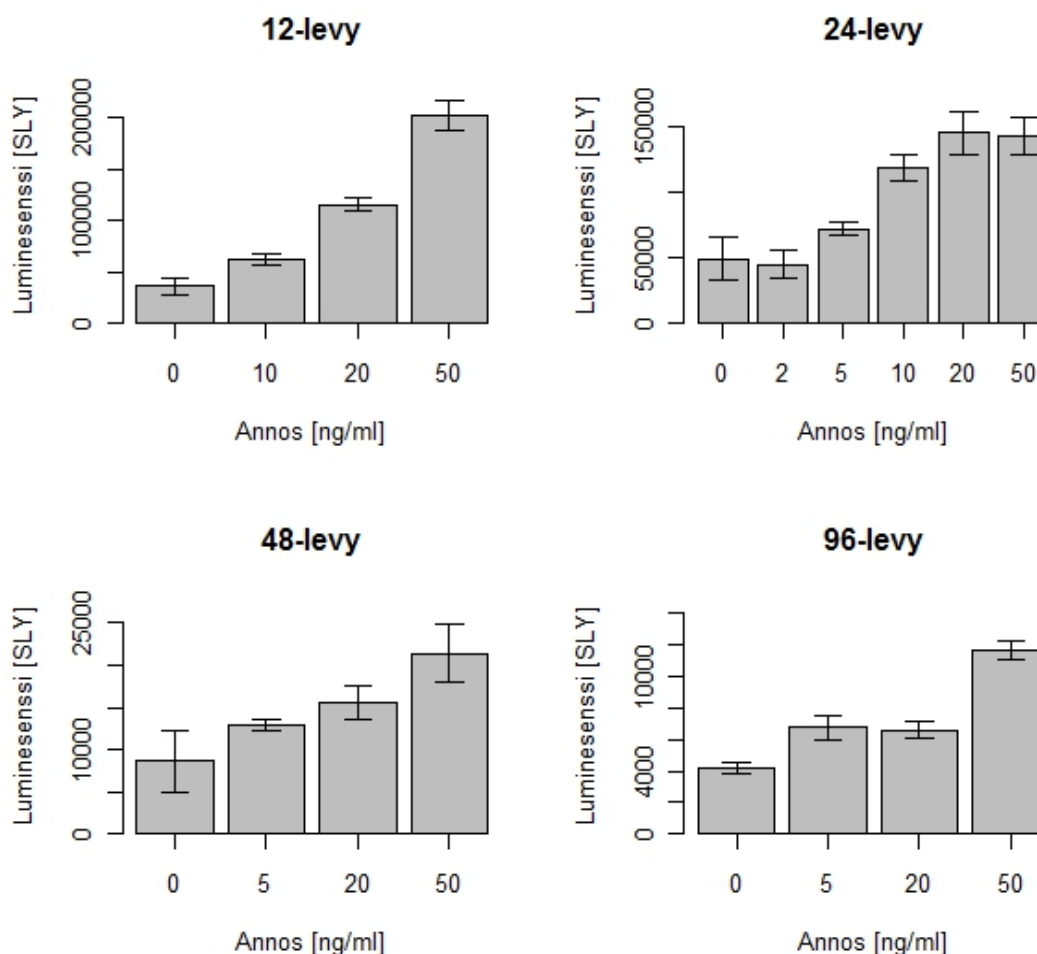 12-levy
Luminesenssi [SLY]
200000
100000
0
0 10 20 50
Annos [ng/ml]
24-levy
Luminesenssi [SLY]
150000
50000
0
0 2 5 10 20 50
Annos [ng/ml]
48-levy
Luminesenssi [SLY]
25000
10000
0
0 5 20 50
Annos [ng/ml]
96-levy
Luminesenssi [SLY]
10000
4000
0
0 5 20 50
Annos [ng/ml]